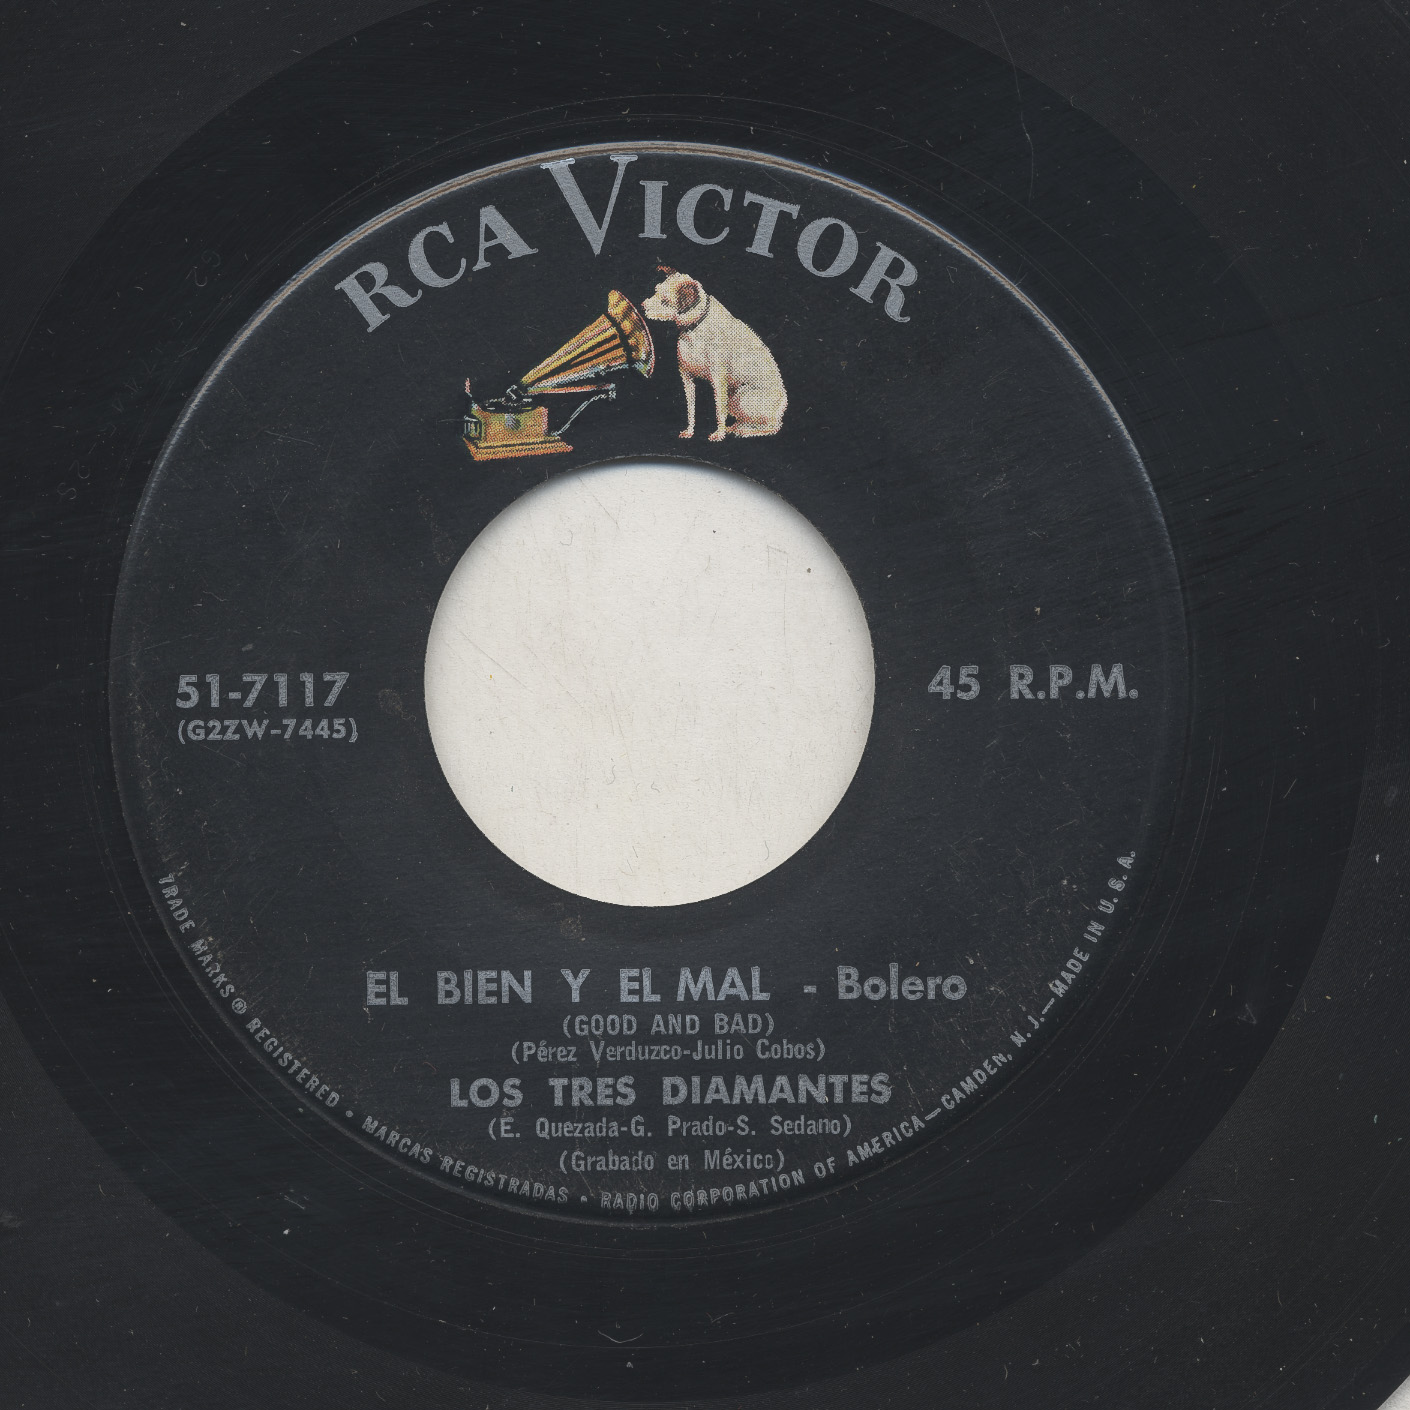 RCA VICTOR
51-7117
(G2ZW-7445)
45 R.P.M.
EL BIEN Y EL MAL - Bolero
(GOOD AND BAD)
(Pérez Verduzco-Julio Cobos)
LOS TRES DIAMANTES
(E. Quezada-G. Prado-S. Sedano)
(Grabado en México)
TRADE MARKS ® REGISTERED • MARCAS REGISTRADAS • RADIO CORPORATION OF AMERICA—CAMDEN, N. J.—MADE IN U. S. A.